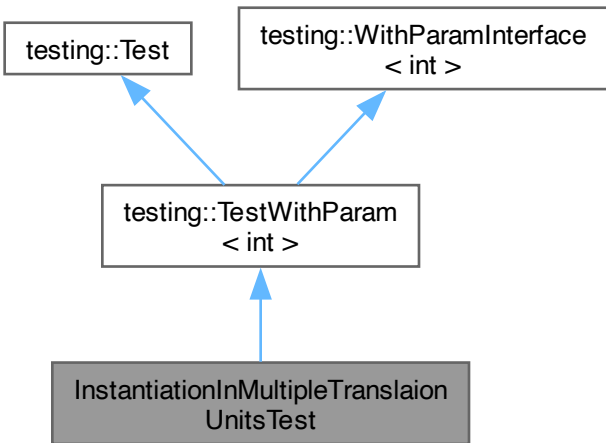 testing::Test
testing::WithParamInterface
< int >
testing::TestWithParam
< int >
InstantiationInMultipleTranslaion
UnitsTest